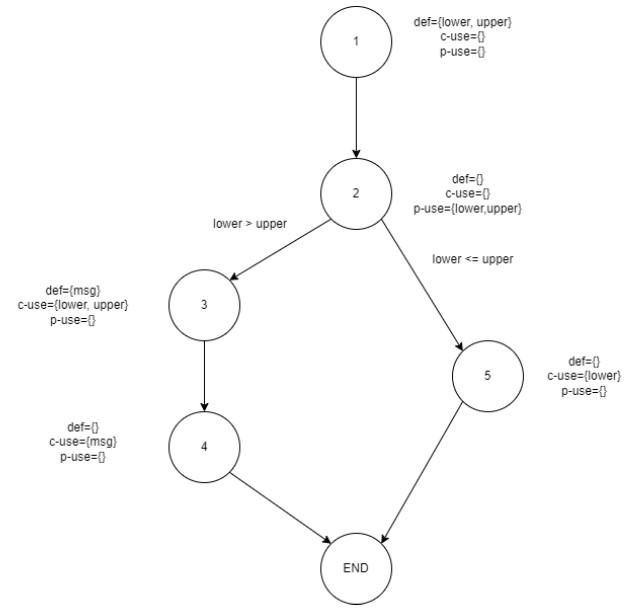 1
def={lower, upper}
c-use={}
p-use={}
2
def={}
c-use={}
p-use={lower,upper}
lower > upper
lower <= upper
def={msg}
c-use={lower, upper}
p-use={}
3
5
def={}
c-use={lower}
p-use={}
def={}
c-use={msg}
p-use={}
4
END